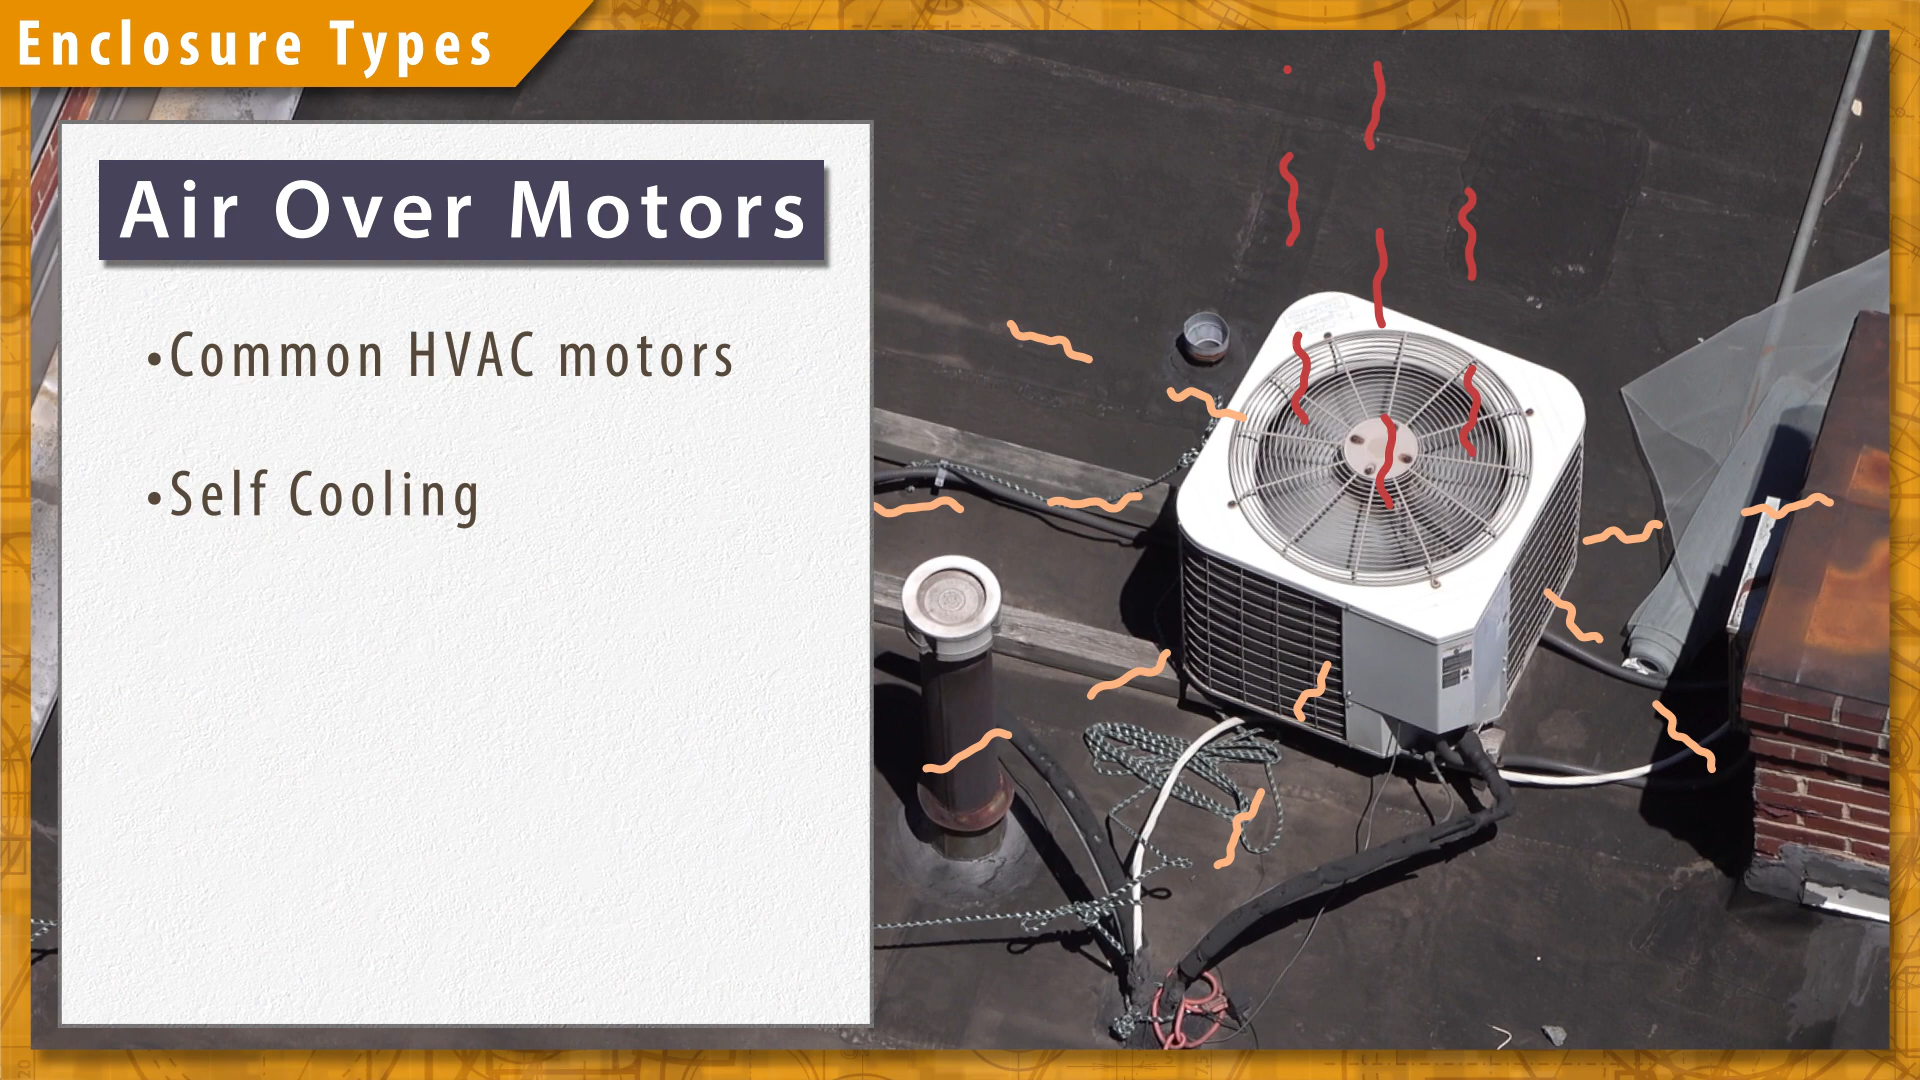 Enclosure Types
Air Over Motors
•Common HVAC motors
•Self Cooling